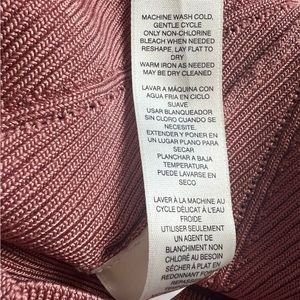 MACHINE WASH COLD,
GENTLE CYCLE
ONLY NON-CHLORINE
BLEACH WHEN NEEDED
RESHAPE, LAY FLAT TO
DRY
WARM IRON AS NEEDED
MAY BE DRY CLEANED
LAVAR A MÁQUINA CON
AGUA FRIA EN CICLO
SUAVE
USAR BLANQUEADOR
SIN CLORO CUANDO SE
NECESITE.
EXTENDER Y PONER EN
UN LUGAR PLANO PARA
SECAR
PLANCHAR A BAJA
TEMPERATURA
PUEDE LAVARSE EN
SECO
LAVER À LA MACHINE AU
CYCLE DÉLICAT À L'EAU
FROIDE
UTILISER SEULEMENT
UN AGENT DE
BLANCHIMENT NON
CHLORÉ AU BESOIN
SÉCHER À PLAT EN
REDONNANT FOR